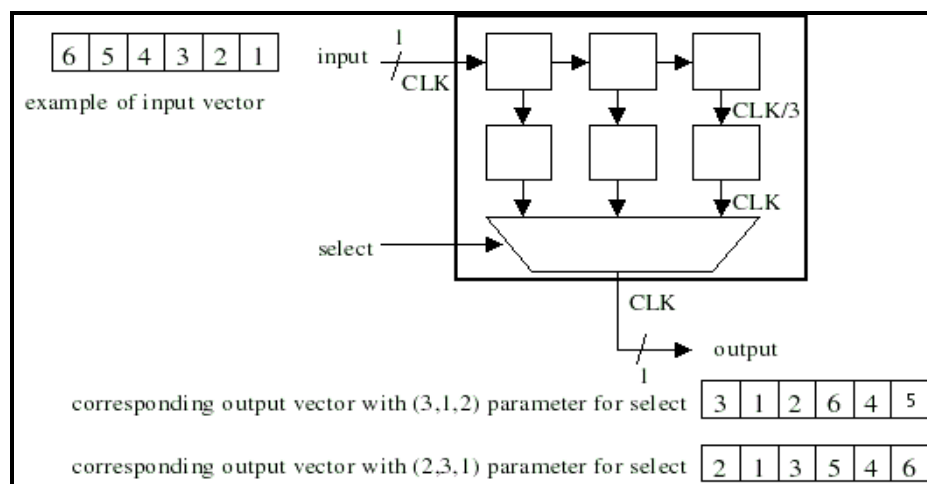 6 5 4 3 2 1
example of input vector
input
1
CLK
CLK/3
CLK
select
CLK
1
output
corresponding output vector with (3,1,2) parameter for select 3 1 2 6 4 5
corresponding output vector with (2,3,1) parameter for select 2 1 3 5 4 6